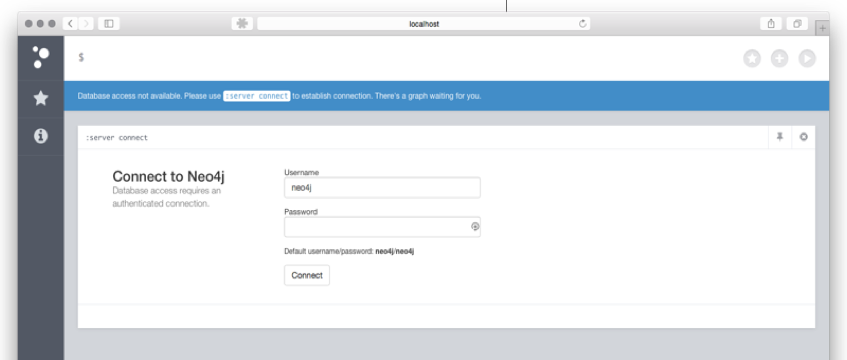 localhost
$
Database access not available. Please use :server connect to establish connection. There's a graph waiting for you.
:server connect
Connect to Neo4j
Database access requires an
authenticated connection.
Username
neo4j
Password
Default username/password: neo4j/neo4j
Connect